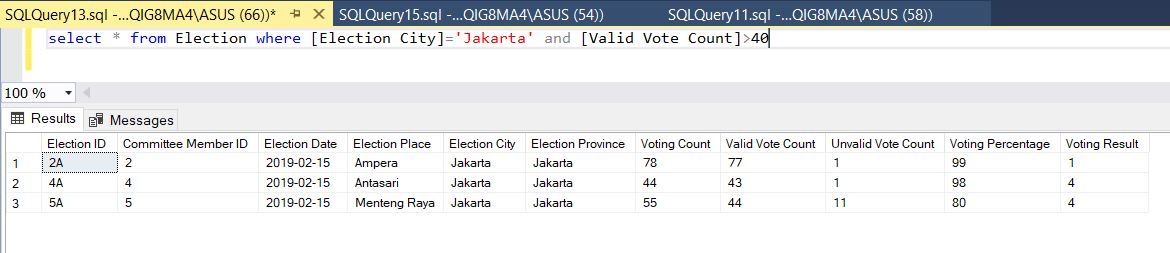 SQLQuery13.sql -...QIG8MA4\ASUS (66))* SQLQuery15.sql -...QIG8MA4\ASUS (54)) SQLQuery11.sql -...QIG8MA4\ASUS (58))
select * from Election where [Election City]='Jakarta' and [Valid Vote Count]>40
100 %
Results Messages
Election ID Committee Member ID Election Date Election Place Election City Election Province Voting Count Valid Vote Count Unvalid Vote Count Voting Percentage Voting Result
1 2A 2 2019-02-15 Ampera Jakarta Jakarta 78 77 1 99 1
2 4A 4 2019-02-15 Antasari Jakarta Jakarta 44 43 1 98 4
3 5A 5 2019-02-15 Menteng Raya Jakarta Jakarta 55 44 11 80 4